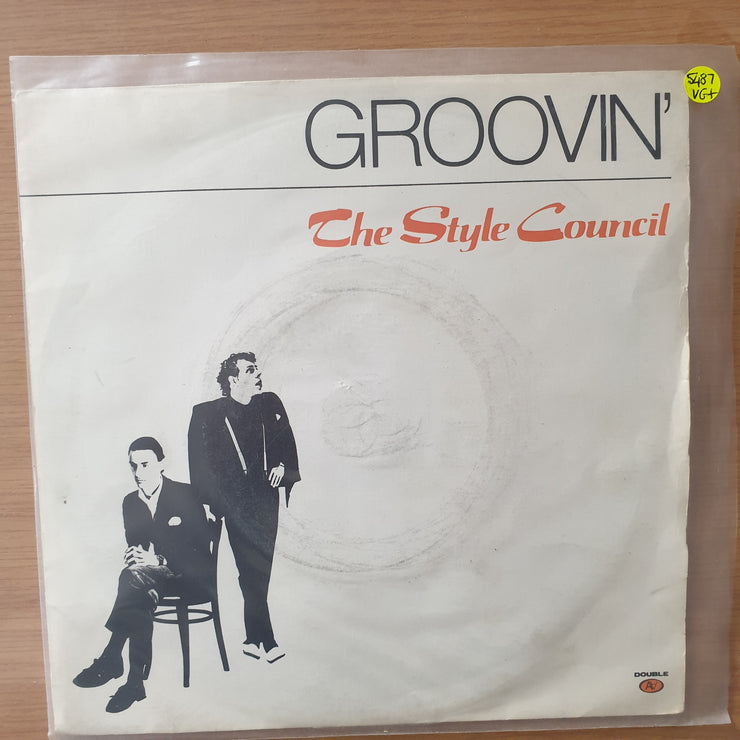 5487
VG+
GROOVIN'
The Style Council
DOUBLE